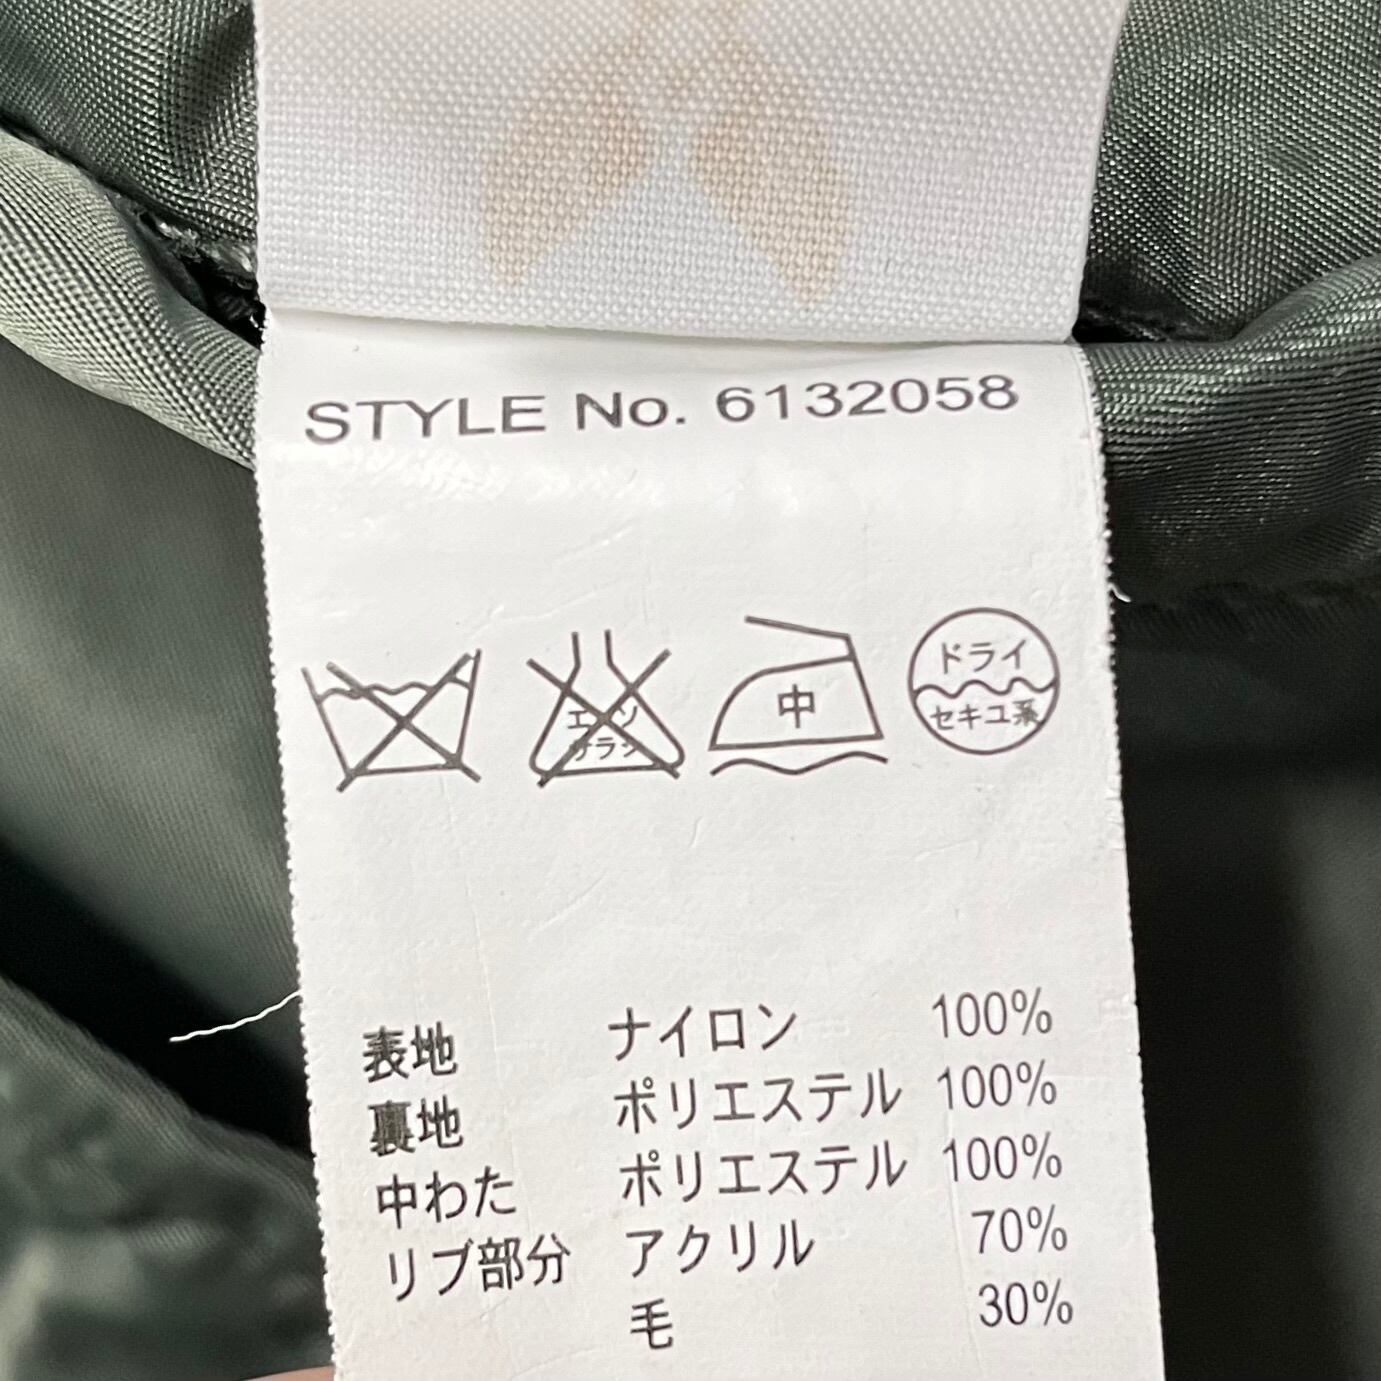 STYLE No. 6132058
エンソ
サラシ
中
ドライ
セキユ系
表地 ナイロン 100%
裏地 ポリエステル 100%
中わた ポリエステル 100%
リブ部分 アクリル 70%
毛 30%